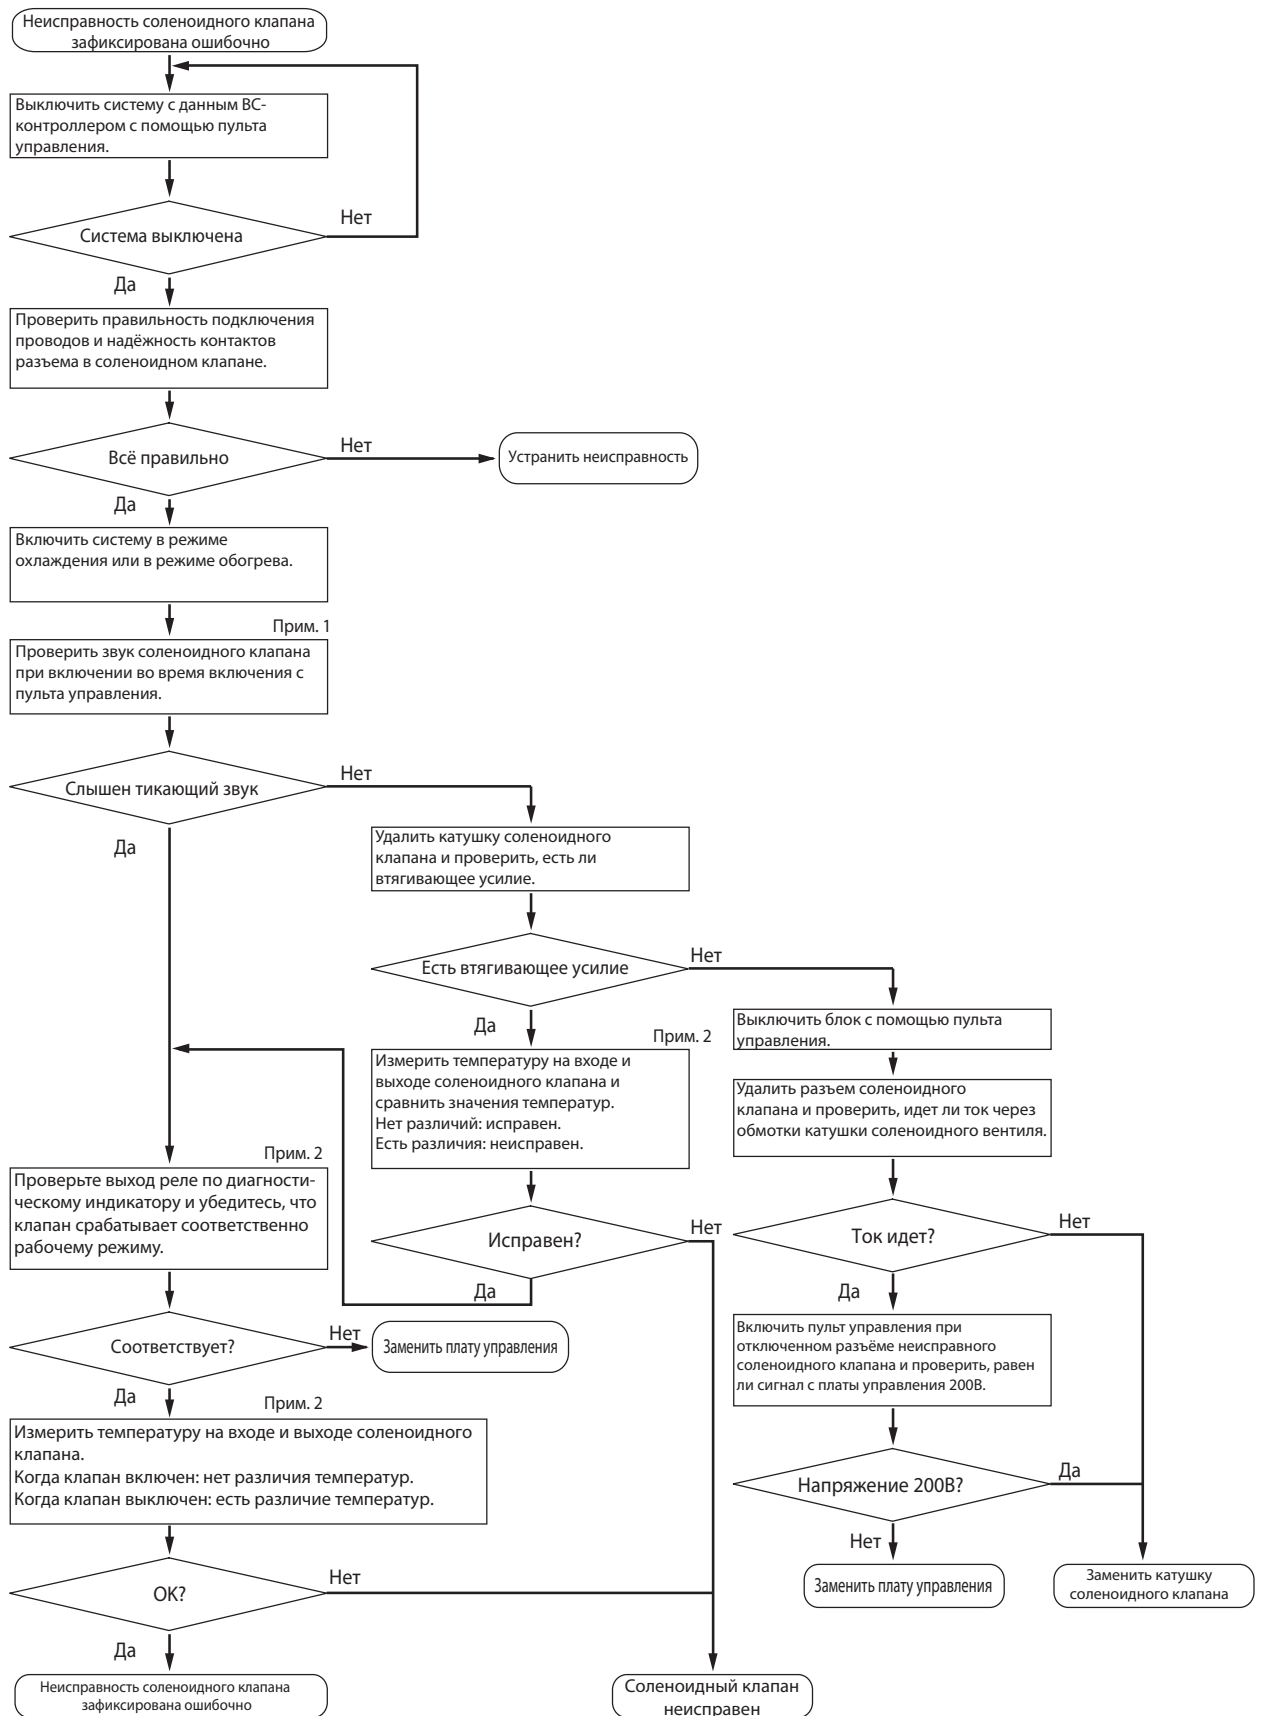 Неисправность соленоидного клапана
зафиксирована ошибочно
Выключить систему с данным ВС-
контроллером с помощью пульта
управления.
Нет
Система выключена
Да
Проверить правильность подключения
проводов и надёжность контактов
разъема в соленоидном клапане.
Нет
Всё правильно
Устранить неисправность
Да
Включить систему в режиме
охлаждения или в режиме обогрева.
Прим. 1
Проверить звук соленоидного клапана
при включении во время включения с
пульта управления.
Нет
Слышен тикающий звук
Да
Удалить катушку соленоидного
клапана и проверить, есть ли
втягивающее усилие.
Нет
Есть втягивающее усилие
Да
Прим. 2
Измерить температуру на входе и
выходе соленоидного клапана и
сравнить значения температур.
Нет различий: исправен.
Есть различия: неисправен.
Выключить блок с помощью пульта
управления.
Удалить разъем соленоидного
клапана и проверить, идет ли ток через
обмотки катушки соленоидного вентиля.
Прим. 2
Проверьте выход реле по диагности-
ческому индикатору и убедитесь, что
клапан срабатывает соответственно
рабочему режиму.
Нет
Исправен?
Да
Нет
Ток идет?
Да
Включить пульт управления при
отключенном разъёме неисправного
соленоидного клапана и проверить, равен
ли сигнал с платы управления 200В.
Нет
Соответствует?
Заменить плату управления
Да
Прим. 2
Измерить температуру на входе и выходе соленоидного
клапана.
Когда клапан включен: нет различия температур.
Когда клапан выключен: есть различие температур.
Да
Напряжение 200В?
Нет
Заменить плату управления
Заменить катушку
соленоидного клапана
Нет
OK?
Да
Неисправность соленоидного клапана
зафиксирована ошибочно
Соленоидный клапан
неисправен